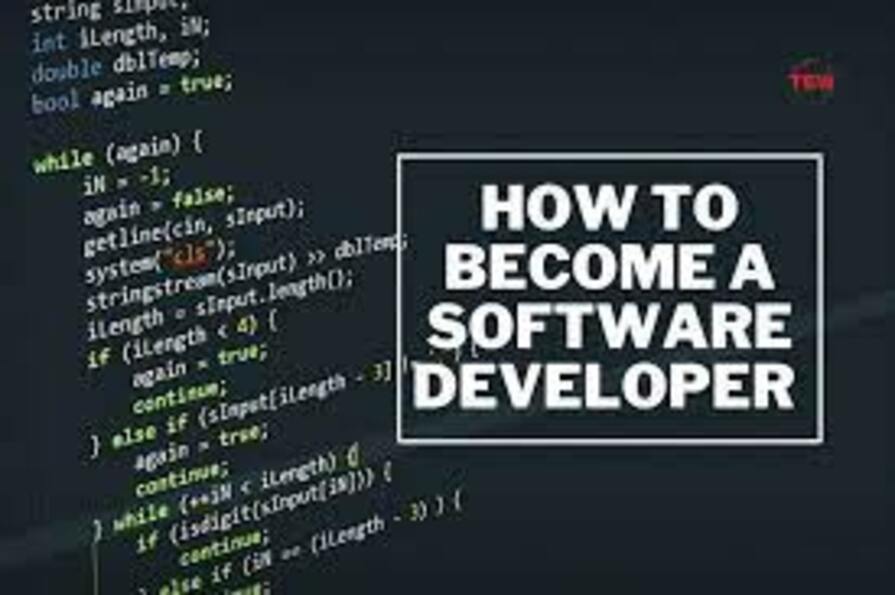 string sInput;
int iLength, iN;
double dblTemp;
bool again = true;
while (again) {
iN = -1;
again = false;
getline(cin, sInput);
system("cls");
stringstream(sInput) >> dblTemp;
iLength = sInput.length();
if (iLength < 4) {
again = true;
continue;
} else if (sInput[iLength - 3]
again = true;
continue;
} while (++iN < iLength) {
if (isdigit(sInput[iN])) {
continue;
} else if (iN == (iLength - 3) ) {
TEW
HOW TO
BECOME A
SOFTWARE
DEVELOPER